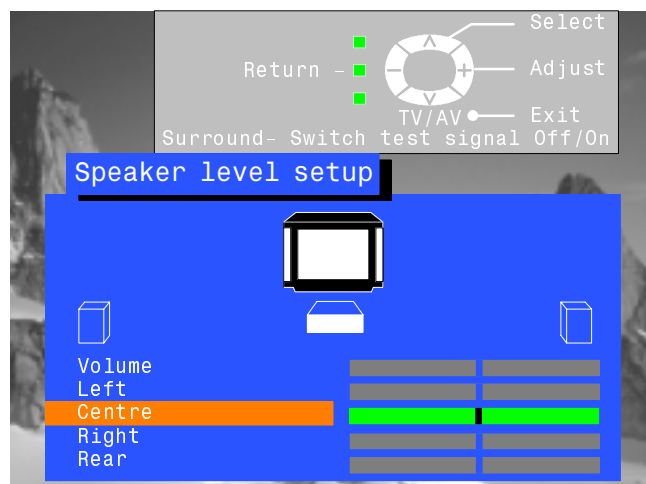 Select
Return –
Adjust
TV/AV
Exit
Surround– Switch test signal Off/On
Speaker level setup
Volume
Left
Centre
Right
Rear